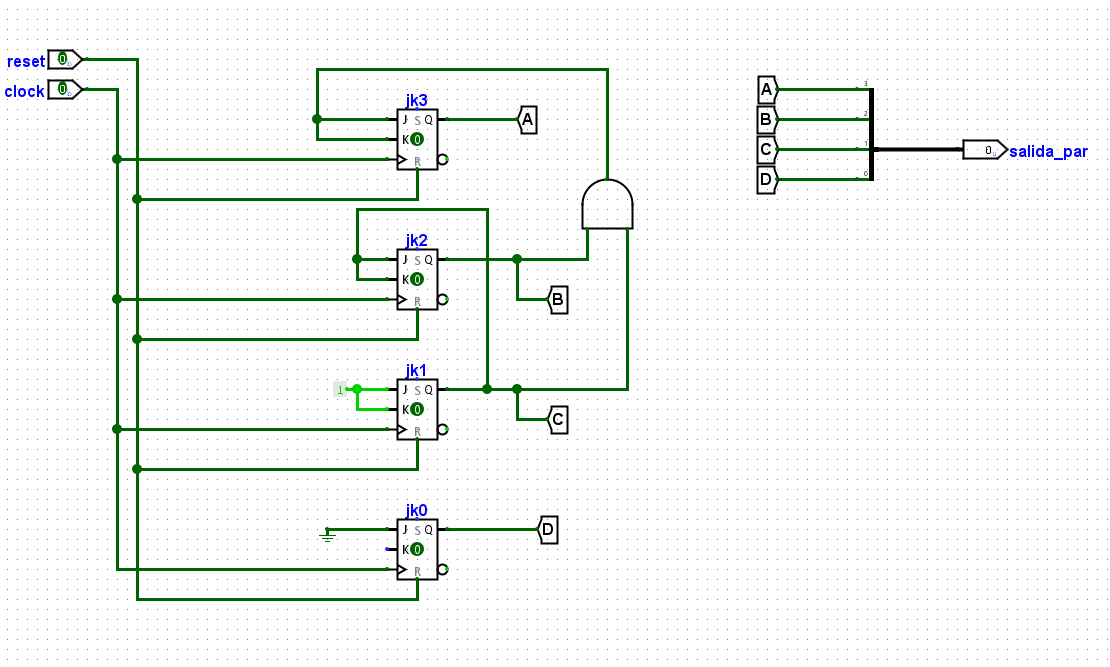 reset 0
clock 0
jk3
J S Q
K 0
R
A
jk2
J S Q
K 0
R
B
jk1
1
J S Q
K 0
R
C
jk0
J S Q
K 0
R
D
A 3
B 2
C 1
D 0
0 salida_par